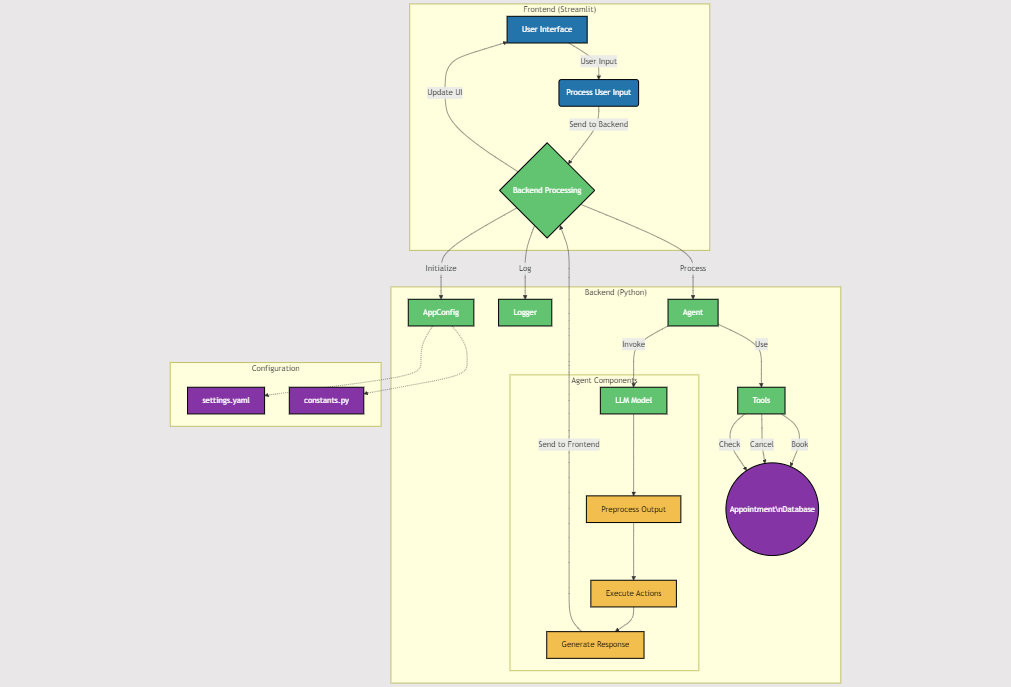 Frontend (Streamlit)
User Interface
User Input
Update UI
Process User Input
Send to Backend
Backend Processing
Initialize
Log
Process
Backend (Python)
AppConfig
Logger
Agent
Invoke
Use
Configuration
settings.yaml
constants.py
Agent Components
LLM Model
Tools
Send to Frontend
Check
Cancel
Book
Preprocess Output
Appointment\nDatabase
Execute Actions
Generate Response